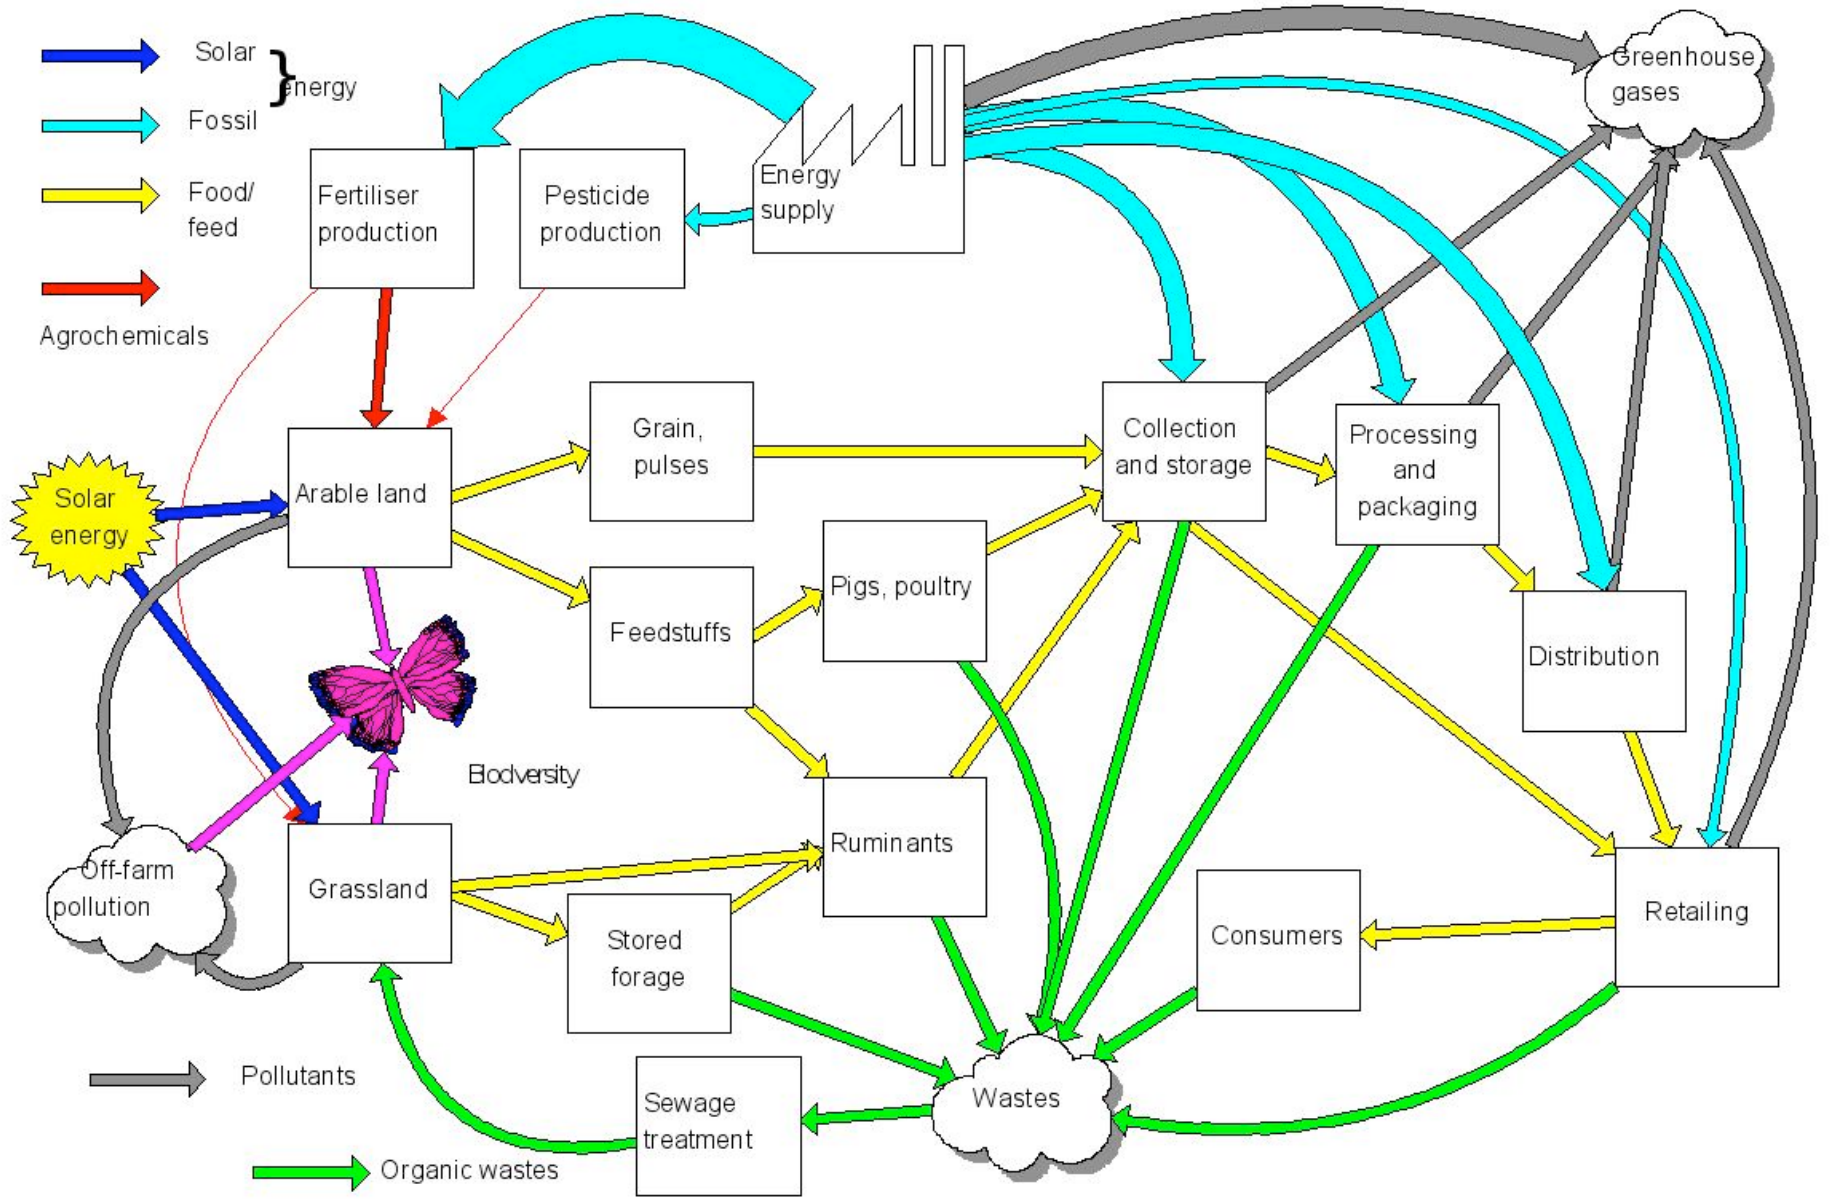 Solar
energy
Fossil
Food/
feed
Agrochemicals
Fertiliser
production
Pesticide
production
Energy
supply
Greenhouse
gases
Solar
energy
Arable land
Grain,
pulses
Collection
and storage
Processing
and
packaging
Feedstuffs
Pigs, poultry
Distribution
Biodversity
Off-farm
pollution
Grassland
Ruminants
Stored
forage
Consumers
Retailing
Pollutants
Sewage
treatment
Wastes
Organic wastes